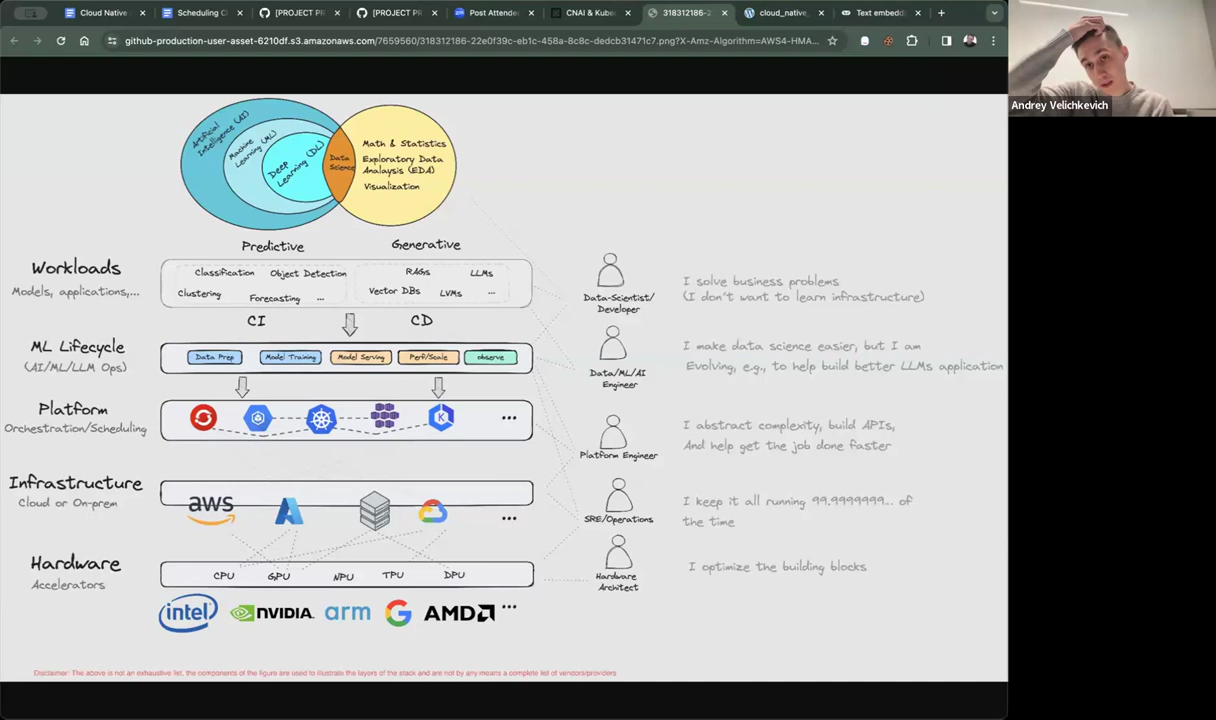 Cloud Native
Scheduling C
[PROJECT PR
[PROJECT PR
Post Attende
CNAI & Kube
318312186-2
cloud_native_
Text embedd
github-production-user-asset-6210df.s3.amazonaws.com/7659560/318312186-22e0f39c-eb1c-458a-8c8c-dedcb31471c7.png?X-Amz-Algorithm=AWS4-HMA...
Andrey Velichkevich
Artificial
Intelligence (AI)
Machine
Learning (ML)
Deep
Learning (DL)
Data
Science
Math & Statistics
Exploratory Data
Analaysis (EDA)
Visualization
Predictive
Generative
Workloads
Models, applications,...
Classification
Object Detection
Clustering
Forecasting
...
RAGs
LLMs
Vector DBs
LVMs
...
Data-Scientist/
Developer
I solve business problems
(I don't want to learn infrastructure)
CI
CD
ML Lifecycle
(AI/ML/LLM Ops)
Data Prep
Model Training
Model Serving
Perf/Scale
observe
Data/ML/AI
Engineer
I make data science easier, but I am
Evolving, e.g., to help build better LLMs application
Platform
Orchestration/Scheduling
K
...
Platform Engineer
I abstract complexity, build APIs,
And help get the job done faster
Infrastructure
Cloud or On-prem
aws
...
SRE/Operations
I keep it all running 99.9999999... of
the time
Hardware
Accelerators
CPU
GPU
NPU
TPU
DPU
Hardware
Architect
I optimize the building blocks
intel
NVIDIA.
arm
G
AMD
...
Disclaimer: The above is not an exhaustive list, the components of the figure are used to illustrate the layers of the stack and are not by any means a complete list of vendors/providers